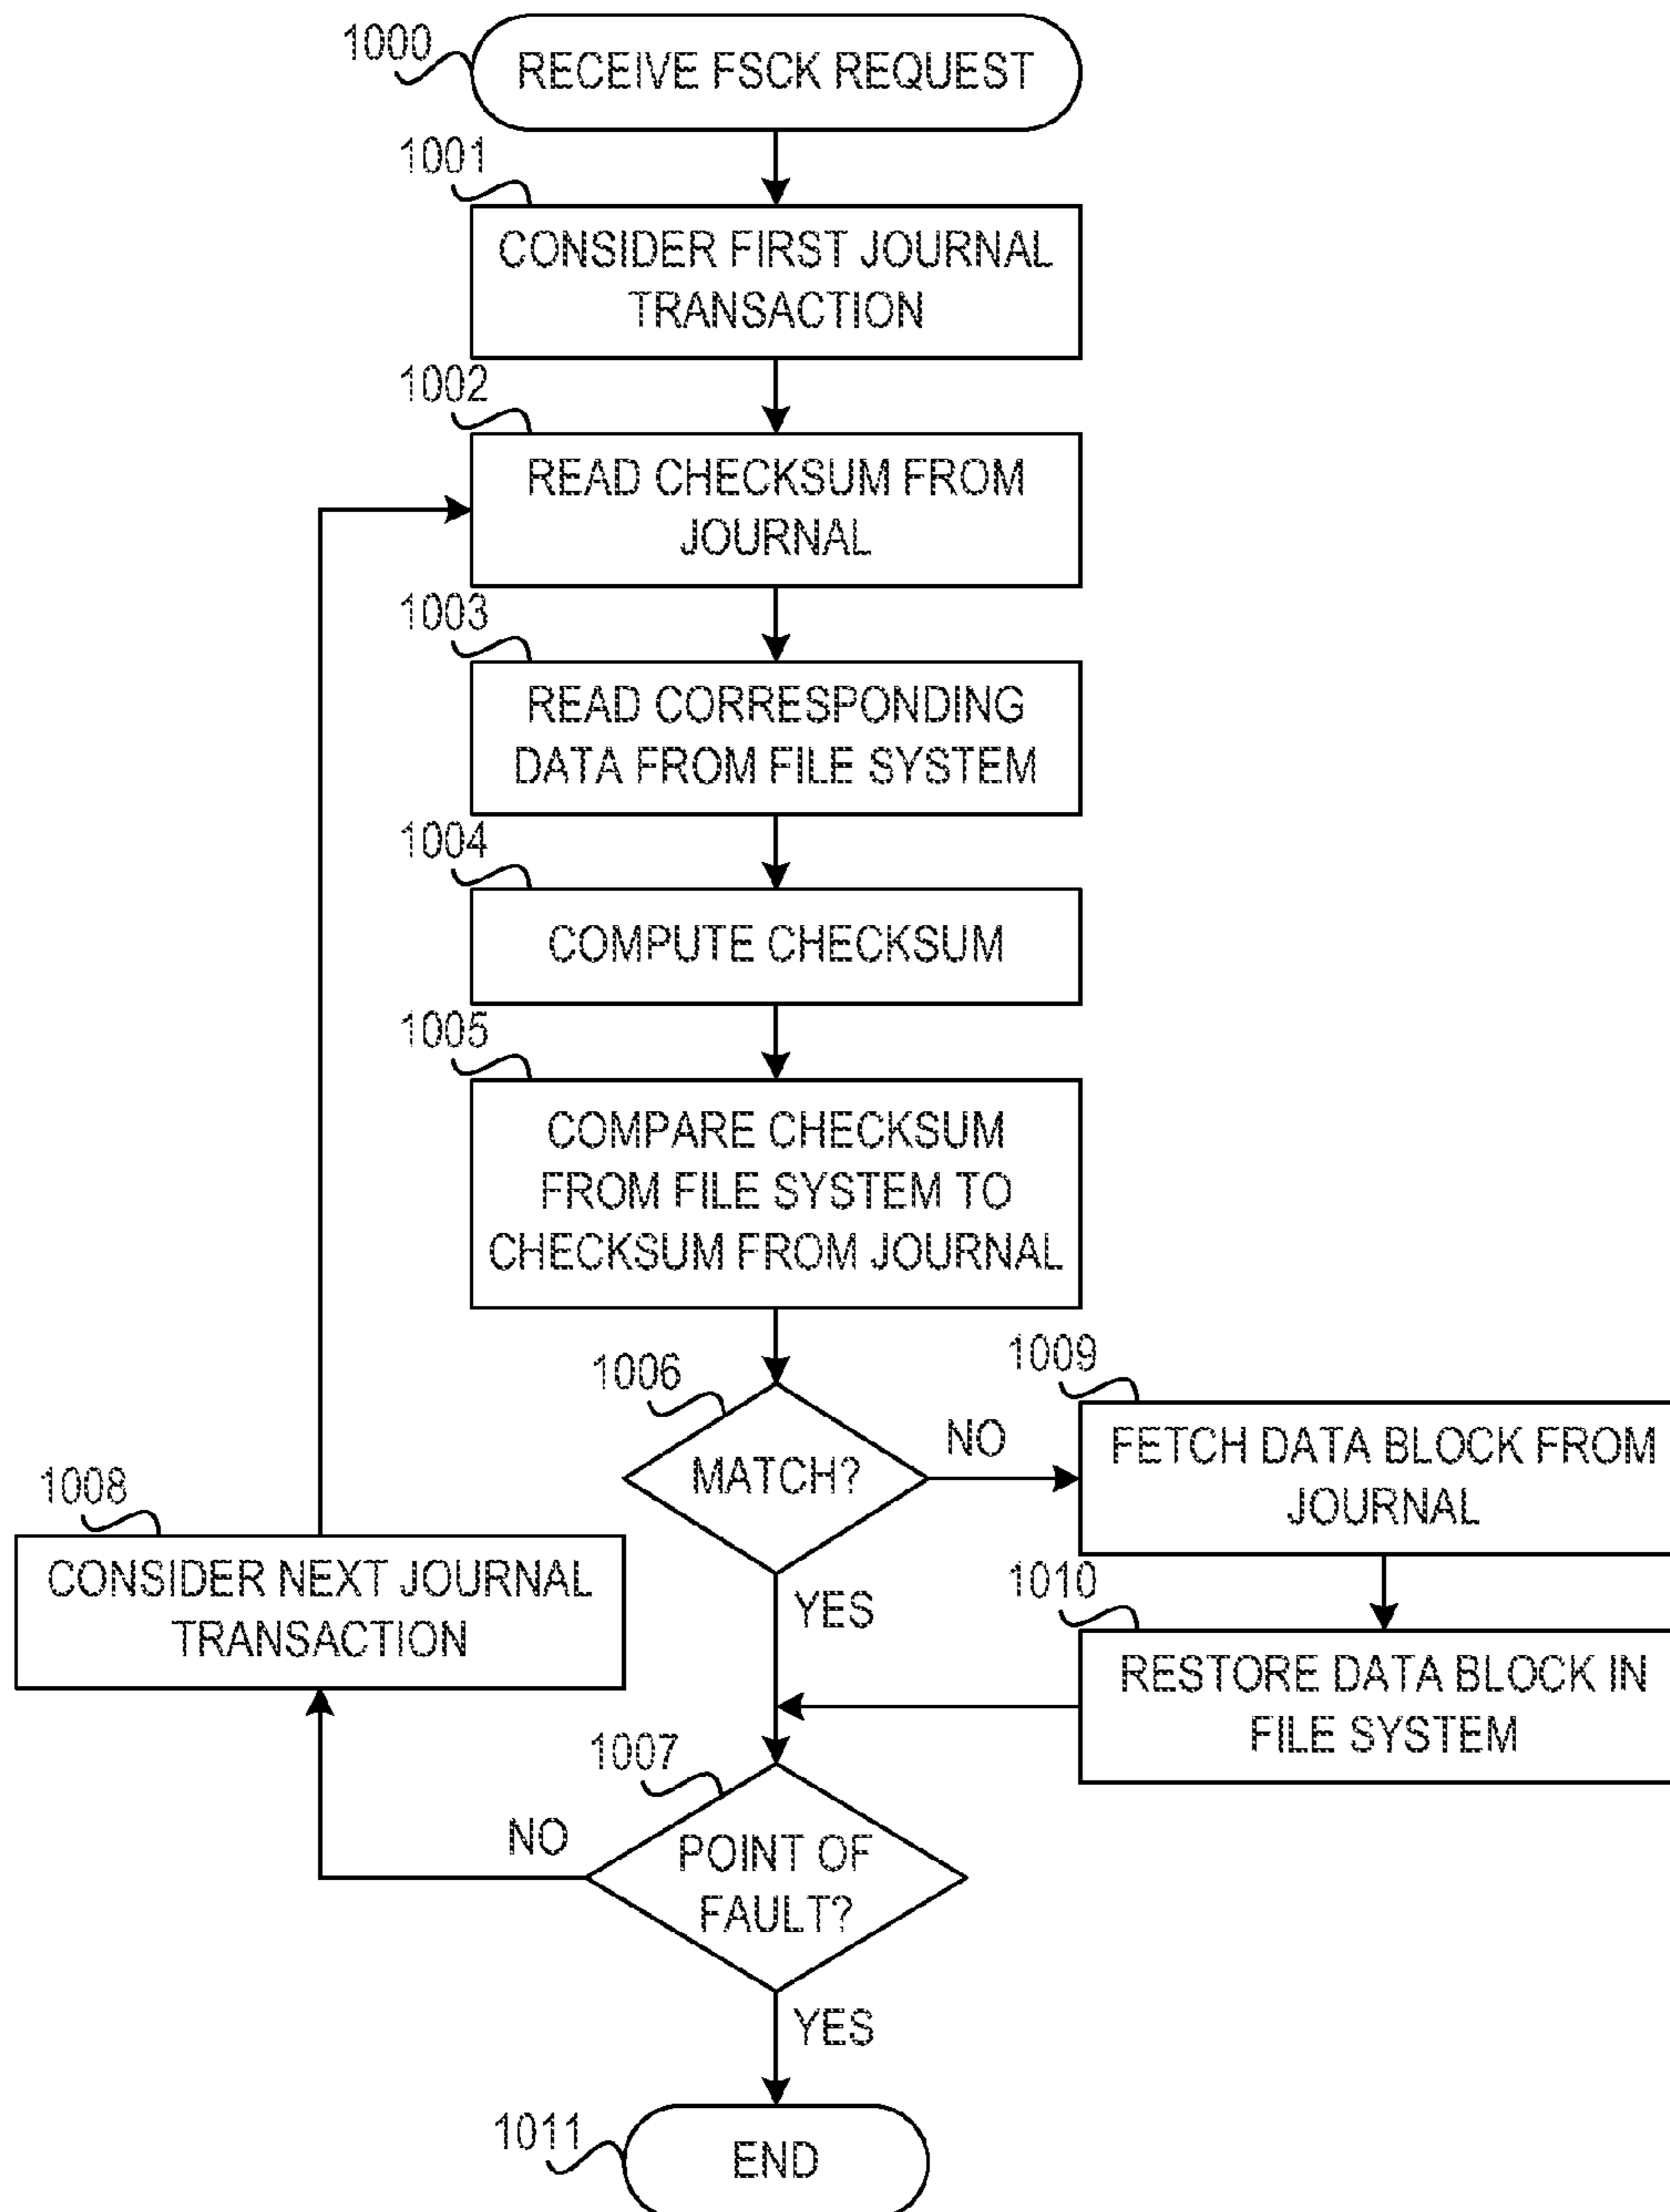 1000
RECEIVE FSCK REQUEST
1001
CONSIDER FIRST JOURNAL
TRANSACTION
1002
READ CHECKSUM FROM
JOURNAL
1003
READ CORRESPONDING
DATA FROM FILE SYSTEM
1004
COMPUTE CHECKSUM
1005
COMPARE CHECKSUM
FROM FILE SYSTEM TO
CHECKSUM FROM JOURNAL
1006
MATCH?
NO
YES
1009
FETCH DATA BLOCK FROM
JOURNAL
1010
RESTORE DATA BLOCK IN
FILE SYSTEM
1008
CONSIDER NEXT JOURNAL
TRANSACTION
1007
POINT OF
FAULT?
NO
YES
1011
END